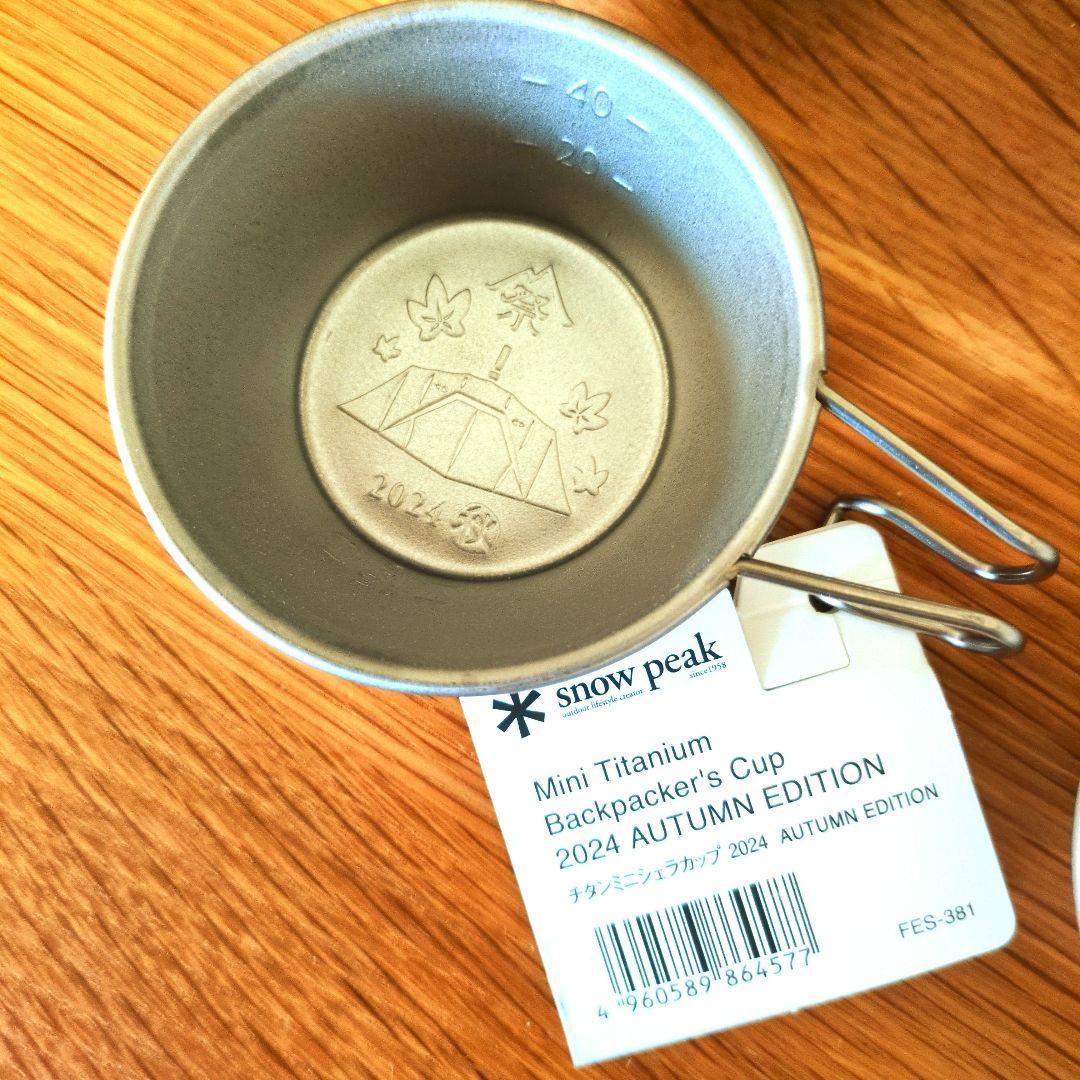 40
20
祭
2024 秋
snow peak
outdoor lifestyle creator
since1958
Mini Titanium
Backpacker's Cup
2024 AUTUMN EDITION
チタンミニシェラカップ 2024 AUTUMN EDITION
FES-381
4 960589 864577